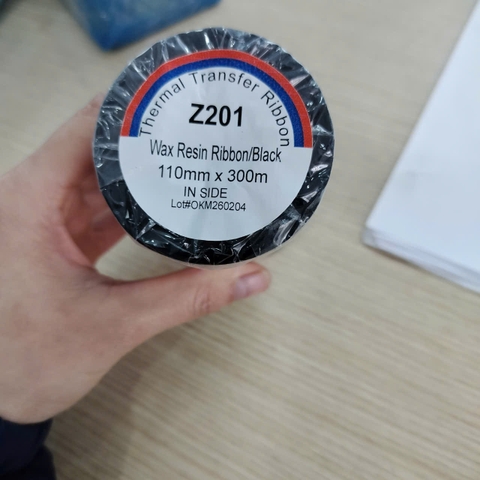 Thermal Transfer Ribbon
Z201
Wax Resin Ribbon/Black
110mm x 300m
IN SIDE
Lot#OKM260204